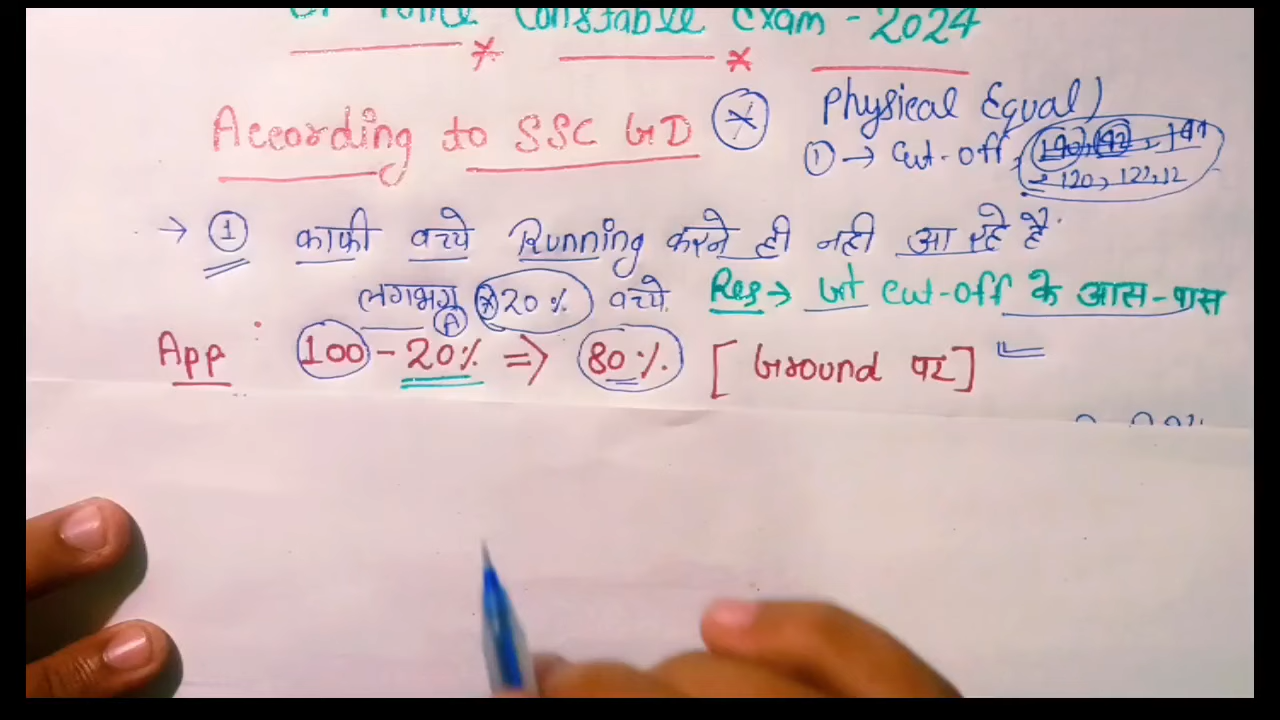 Constable Exam - 2024
According to SSC GD
Physical Equal)
① → Cut-off,
120, 122, 12
→ ① काफी बच्चे Running करने ही नही आ रहे है.
लगभग 20% बच्चे
A
Res → Cut-off के आस-पास
App : 100 - 20% => 80% [Ground पर]